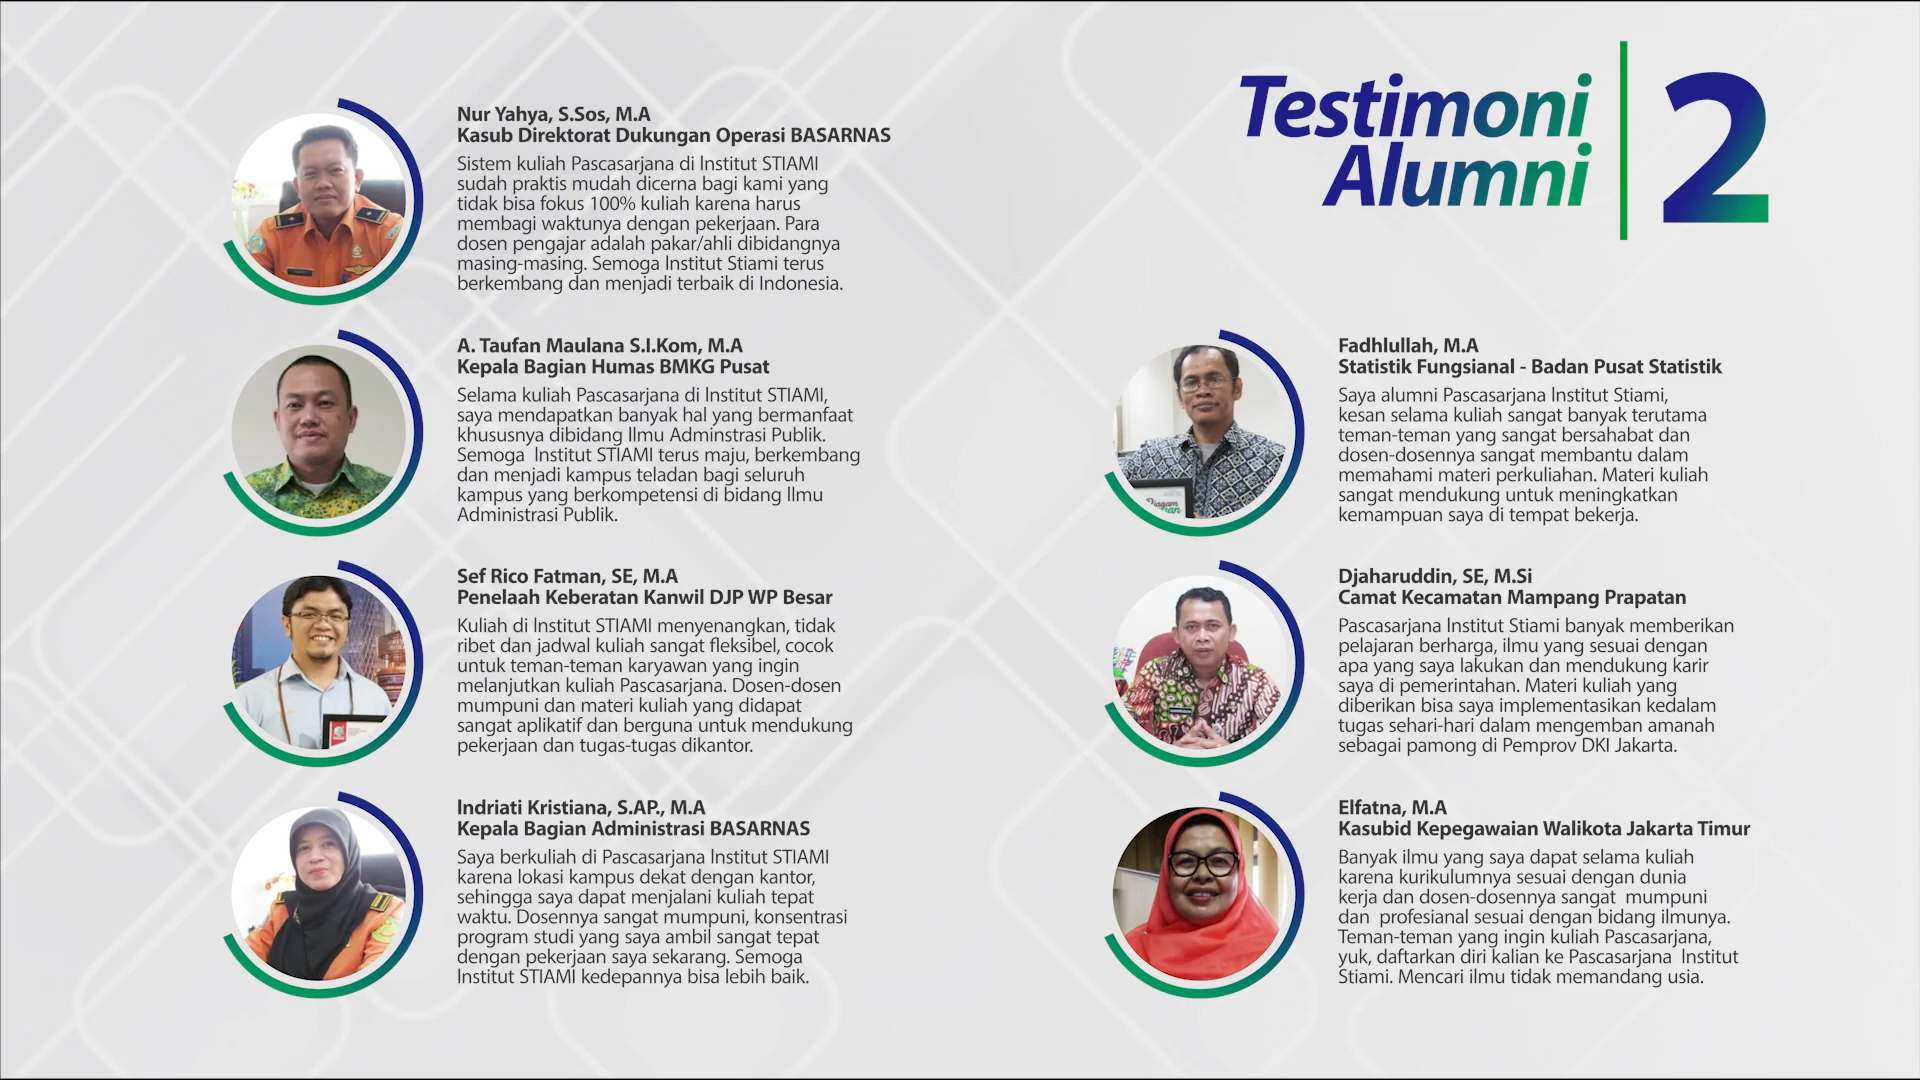 Testimoni
Alumni
2
Nur Yahya, S.Sos, M.A
Kasub Direktorat Dukungan Operasi BASARNAS
Sistem kuliah Pascasarjana di Institut STIAMI
sudah praktis mudah dicerna bagi kami yang
tidak bisa fokus 100% kuliah karena harus
membagi waktunya dengan pekerjaan. Para
dosen pengajar adalah pakar/ahli dibidangnya
masing-masing. Semoga Institut Stiami terus
berkembang dan menjadi terbaik di Indonesia.
A. Taufan Maulana S.I.Kom, M.A
Kepala Bagian Humas BMKG Pusat
Selama kuliah Pascasarjana di Institut STIAMI,
saya mendapatkan banyak hal yang bermanfaat
khususnya dibidang Ilmu Adminstrasi Publik.
Semoga Institut STIAMI terus maju, berkembang
dan menjadi kampus teladan bagi seluruh
kampus yang berkompetensi di bidang Ilmu
Administrasi Publik.
Sef Rico Fatman, SE, M.A
Penelaah Keberatan Kanwil DJP WP Besar
Kuliah di Institut STIAMI menyenangkan, tidak
ribet dan jadwal kuliah sangat fleksibel, cocok
untuk teman-teman karyawan yang ingin
melanjutkan kuliah Pascasarjana. Dosen-dosen
mumpuni dan materi kuliah yang didapat
sangat aplikatif dan berguna untuk mendukung
pekerjaan dan tugas-tugas dikantor.
Indriati Kristiana, S.AP., M.A
Kepala Bagian Administrasi BASARNAS
Saya berkuliah di Pascasarjana Institut STIAMI
karena lokasi kampus dekat dengan kantor,
sehingga saya dapat menjalani kuliah tepat
waktu. Dosennya sangat mumpuni, konsentrasi
program studi yang saya ambil sangat tepat
dengan pekerjaan saya sekarang. Semoga
Institut STIAMI kedepannya bisa lebih baik.
Fadhlullah, M.A
Statistik Fungsianal - Badan Pusat Statistik
Saya alumni Pascasarjana Institut Stiami,
kesan selama kuliah sangat banyak terutama
teman-teman yang sangat bersahabat dan
dosen-dosennya sangat membantu dalam
memahami materi perkuliahan. Materi kuliah
sangat mendukung untuk meningkatkan
kemampuan saya di tempat bekerja.
Djaharuddin, SE, M.Si
Camat Kecamatan Mampang Prapatan
Pascasarjana Institut Stiami banyak memberikan
pelajaran berharga, ilmu yang sesuai dengan
apa yang saya lakukan dan mendukung karir
saya di pemerintahan. Materi kuliah yang
diberikan bisa saya implementasikan kedalam
tugas sehari-hari dalam mengemban amanah
sebagai pamong di Pemprov DKI Jakarta.
Elfatna, M.A
Kasubid Kepegawaian Walikota Jakarta Timur
Banyak ilmu yang saya dapat selama kuliah
karena kurikulumnya sesuai dengan dunia
kerja dan dosen-dosennya sangat mumpuni
dan profesianal sesuai dengan bidang ilmunya.
Teman-teman yang ingin kuliah Pascasarjana,
yuk, daftarkan diri kalian ke Pascasarjana Institut
Stiami. Mencari ilmu tidak memandang usia.